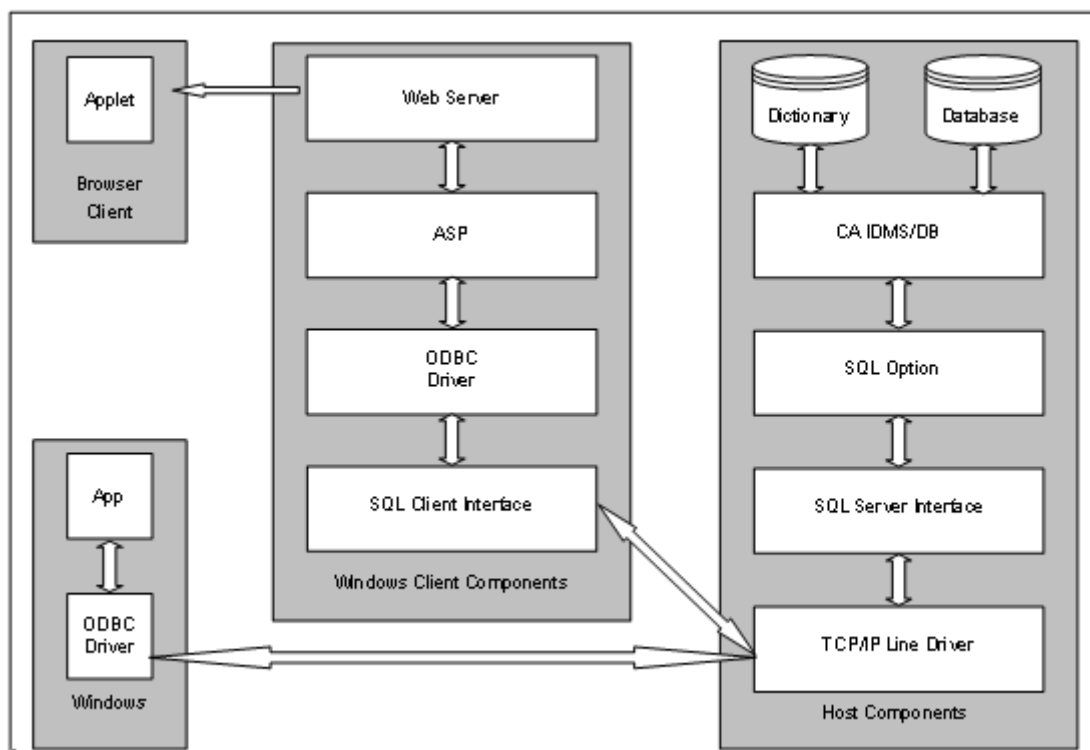 Applet
Browser
Client
Web Server
ASP
ODBC
Driver
SQL Client Interface
Windows Client Components
App
ODBC
Driver
Windows
Dictionary
Database
CA IDMS/DB
SQL Option
SQL Server Interface
TCP/IP Line Driver
Host Components